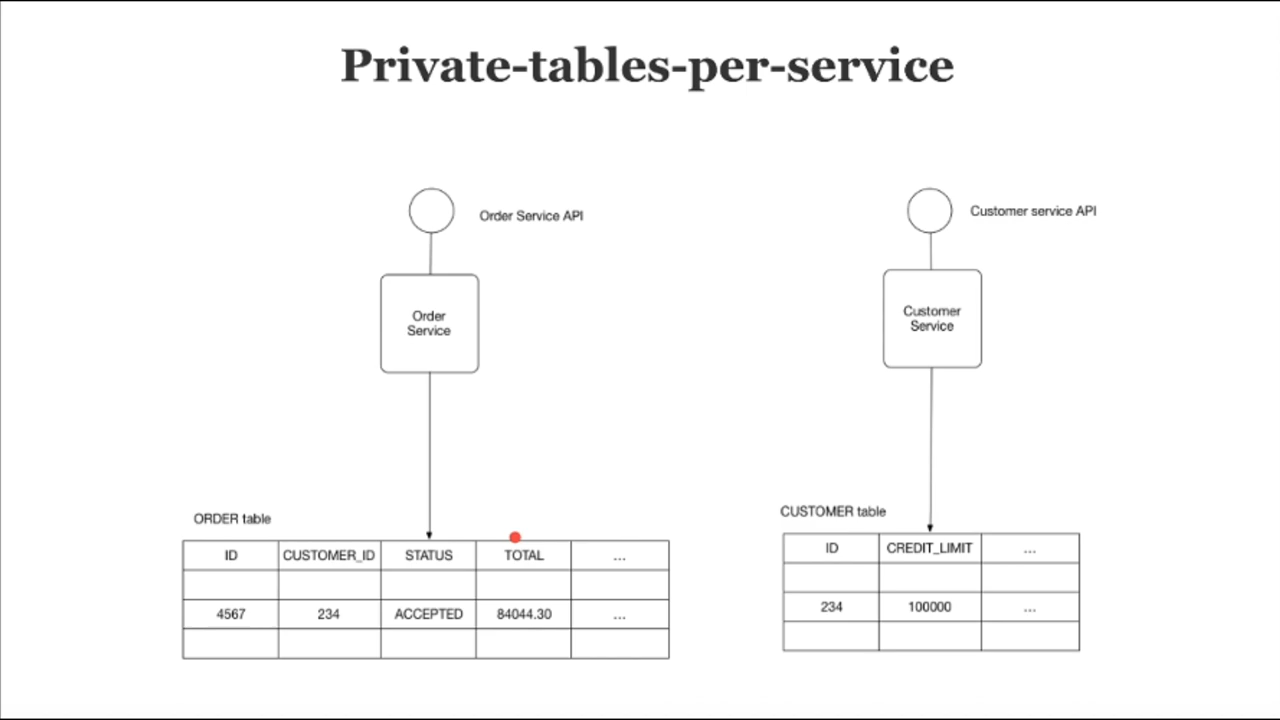 Private-tables-per-service
Order Service API
Customer service API
Order
Service
Customer
Service
ORDER table
ID CUSTOMER_ID STATUS TOTAL ...
4567 234 ACCEPTED 84044.30 ...
CUSTOMER table
ID CREDIT_LIMIT ...
234 100000 ...